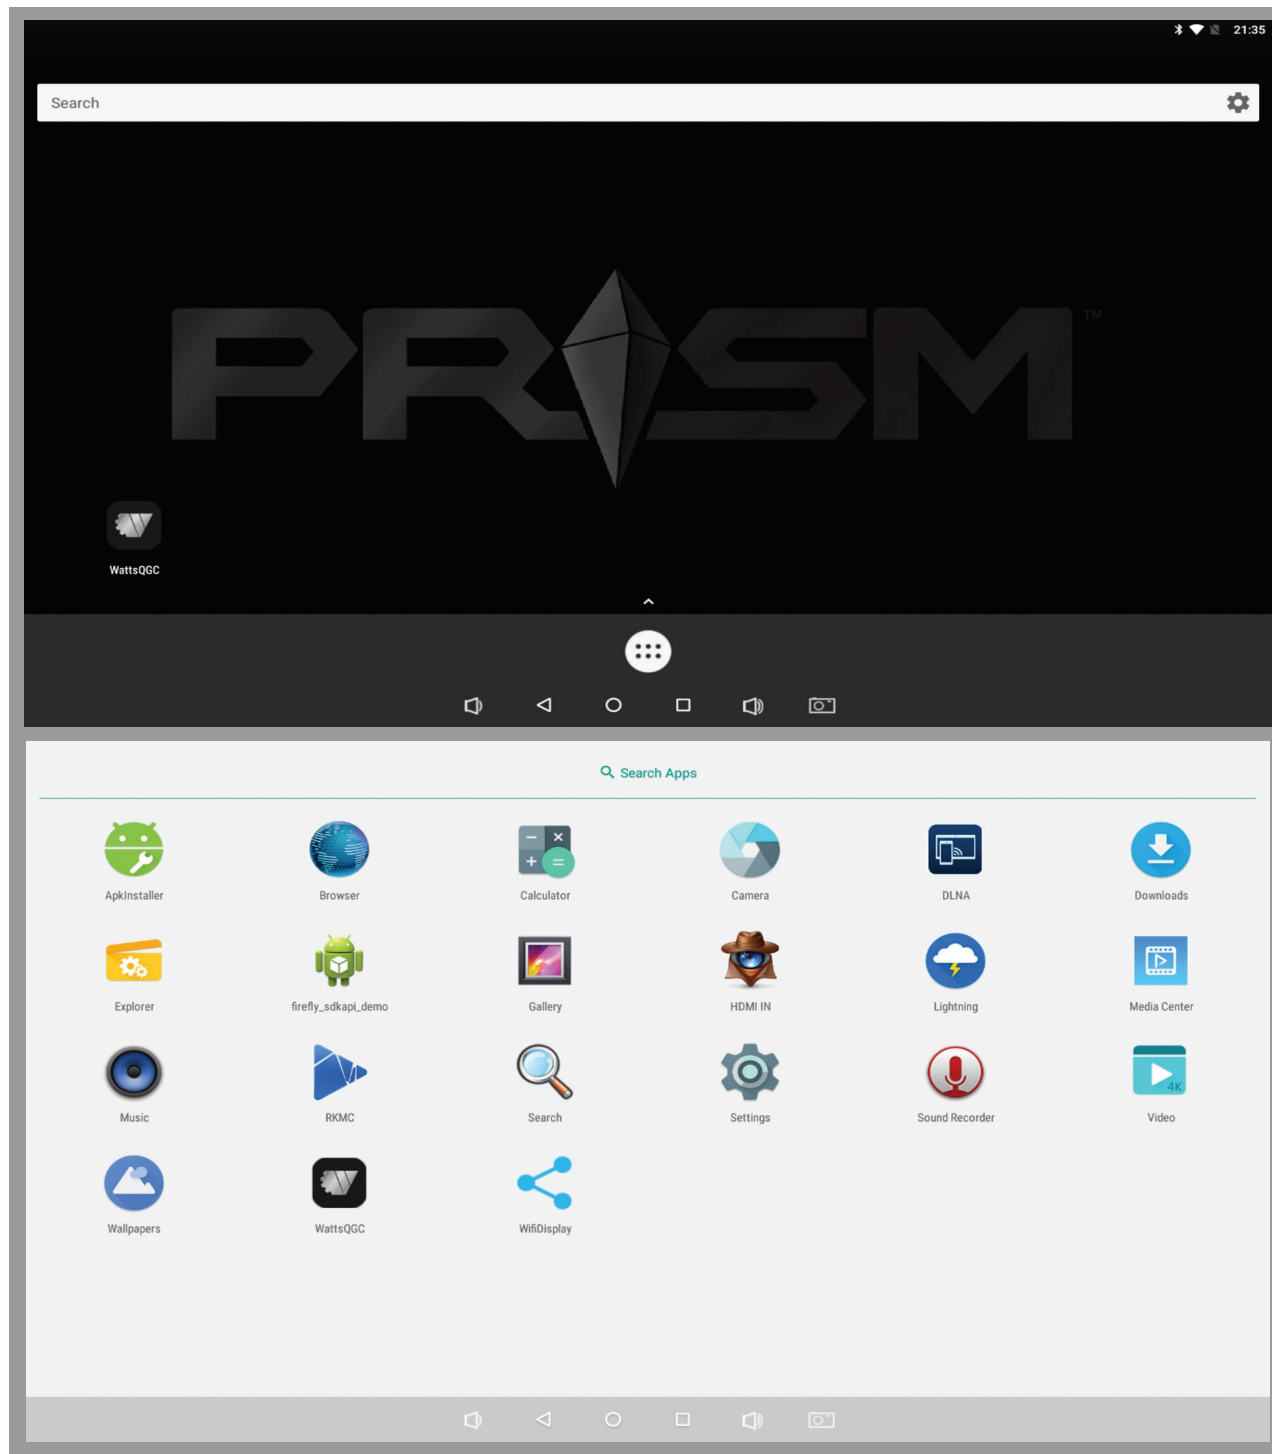 21:35
Search
PRISM
TM
WattsQGC
Search Apps
ApkInstaller
Browser
Calculator
Camera
DLNA
Downloads
Explorer
firefly_sdkapi_demo
Gallery
HDMI IN
Lightning
Media Center
4K
Music
RKMC
Search
Settings
Sound Recorder
Video
Wallpapers
WattsQGC
WifiDisplay